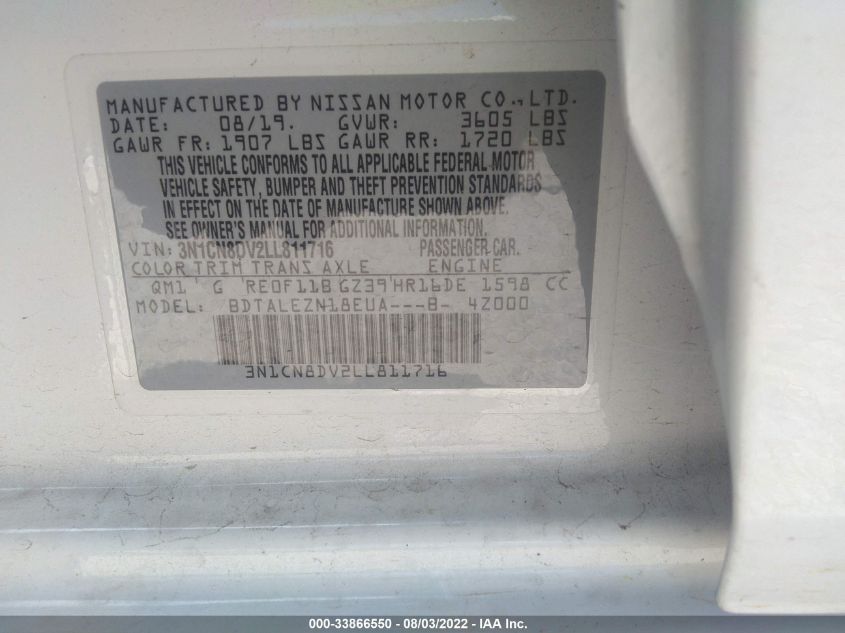 MANUFACTURED BY NISSAN MOTOR CO., LTD.
DATE: 08/19. GVWR: 3605 LBS
GAWR FR: 1907 LBS GAWR RR: 1720 LBS
THIS VEHICLE CONFORMS TO ALL APPLICABLE FEDERAL MOTOR
VEHICLE SAFETY, BUMPER AND THEFT PREVENTION STANDARDS
IN EFFECT ON THE DATE OF MANUFACTURE SHOWN ABOVE.
SEE OWNER'S MANUAL FOR ADDITIONAL INFORMATION.
VIN: 3N1CN8DV2LL811716 PASSENGER CAR.
COLOR TRIM TRANS AXLE ENGINE
QM1 G RE0F11B GZ39 HR16DE 1598 CC
MODEL: BDTALEZN18EUA---B- 4Z000
3N1CN8DV2LL811716
000-33866550 - 08/03/2022 - IAA Inc.